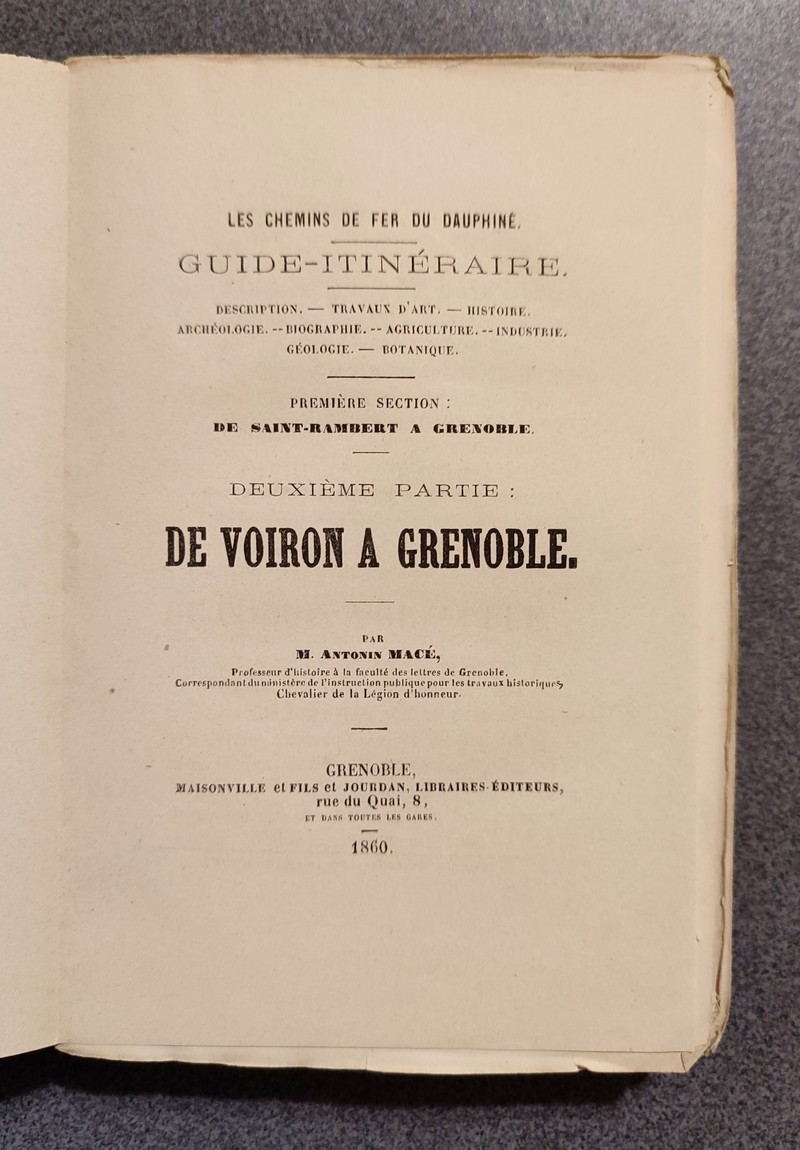 LES CHEMINS DE FER DU DAUPHINÉ.
GUIDE-ITINÉRAIRE.
DESCRIPTION. — TRAVAUX D'ART. — HISTOIRE.
ARCHÉOLOGIE. -- BIOGRAPHIE. -- AGRICULTURE. -- INDUSTRIE.
GÉOLOGIE. — BOTANIQUE.
PREMIÈRE SECTION :
DE SAINT-RAMBERT A GRENOBLE.
DEUXIÈME PARTIE :
DE VOIRON A GRENOBLE.
PAR
M. ANTONIN MACÉ,
Professeur d'histoire à la faculté des lettres de Grenoble,
Correspondant du ministère de l'instruction publique pour les travaux historiques,
Chevalier de la Légion d'honneur.
GRENOBLE,
MAISONVILLE et FILS et JOURDAN, LIBRAIRES-ÉDITEURS,
rue du Quai, 8,
ET DANS TOUTES LES GARES.
1860.